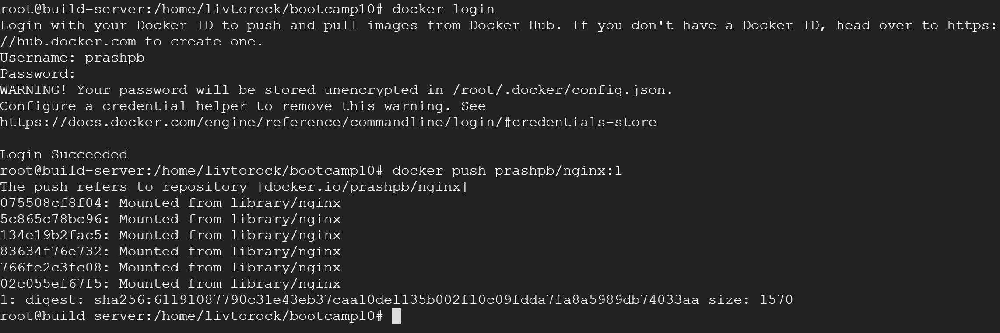 root@build-server:/home/livtorock/bootcamp10# docker login
Login with your Docker ID to push and pull images from Docker Hub. If you don't have a Docker ID, head over to https:
//hub.docker.com to create one.
Username: prashpb
Password:
WARNING! Your password will be stored unencrypted in /root/.docker/config.json.
Configure a credential helper to remove this warning. See
https://docs.docker.com/engine/reference/commandline/login/#credentials-store
Login Succeeded
root@build-server:/home/livtorock/bootcamp10# docker push prashpb/nginx:1
The push refers to repository [docker.io/prashpb/nginx]
075508cf8f04: Mounted from library/nginx
5c865c78bc96: Mounted from library/nginx
134e19b2fac5: Mounted from library/nginx
83634f76e732: Mounted from library/nginx
766fe2c3fc08: Mounted from library/nginx
02c055ef67f5: Mounted from library/nginx
1: digest: sha256:61191087790c31e43eb37caa10de1135b002f10c09fdda7fa8a5989db74033aa size: 1570
root@build-server:/home/livtorock/bootcamp10#